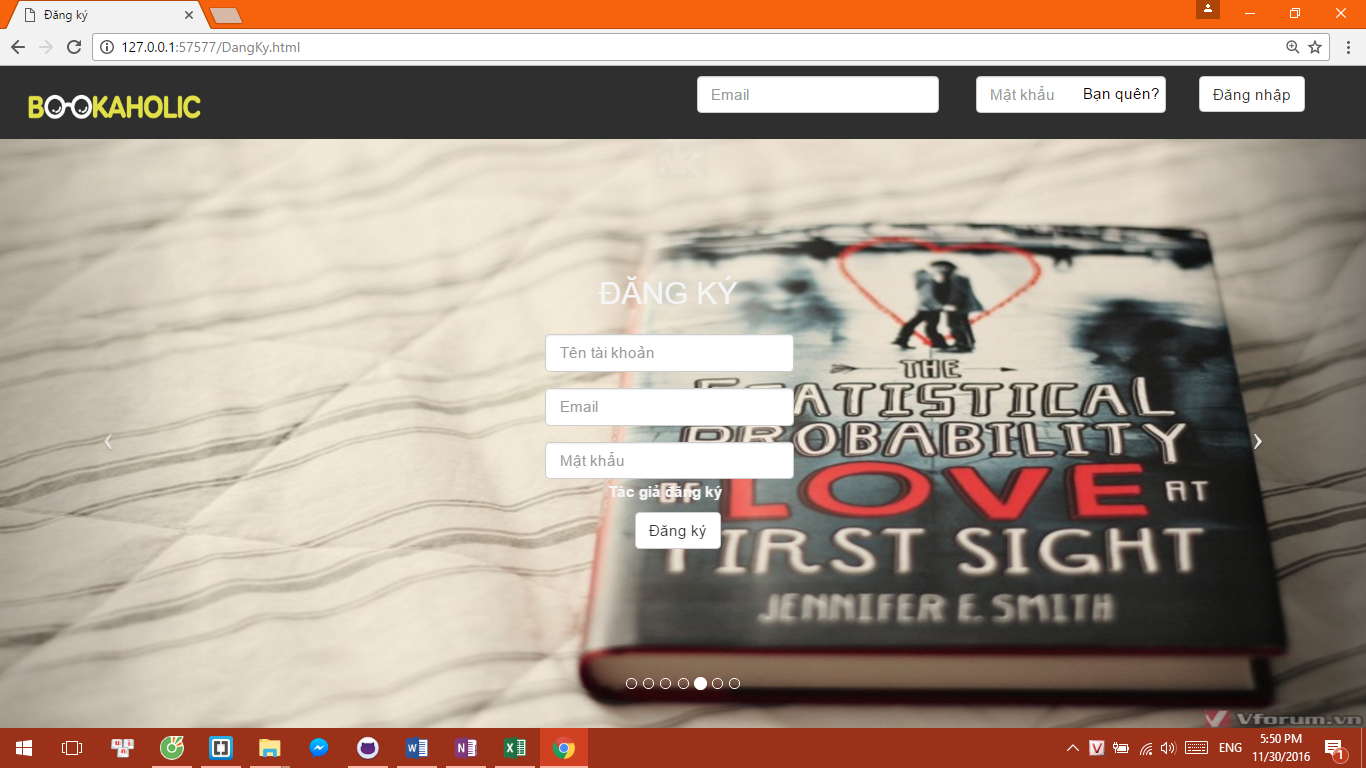 Đăng ký
127.0.0.1:57577/DangKy.html
BOOKAHOLIC
Email
Mật khẩu
Bạn quên?
Đăng nhập
NK
ĐĂNG KÝ
Tên tài khoản
Email
Mật khẩu
Tác giả đăng ký
Đăng ký
THE
STATISTICAL
PROBABILITY
OF LOVE AT
FIRST SIGHT
JENNIFER E. SMITH
Vforum.vn
ENG
5:50 PM
11/30/2016
1